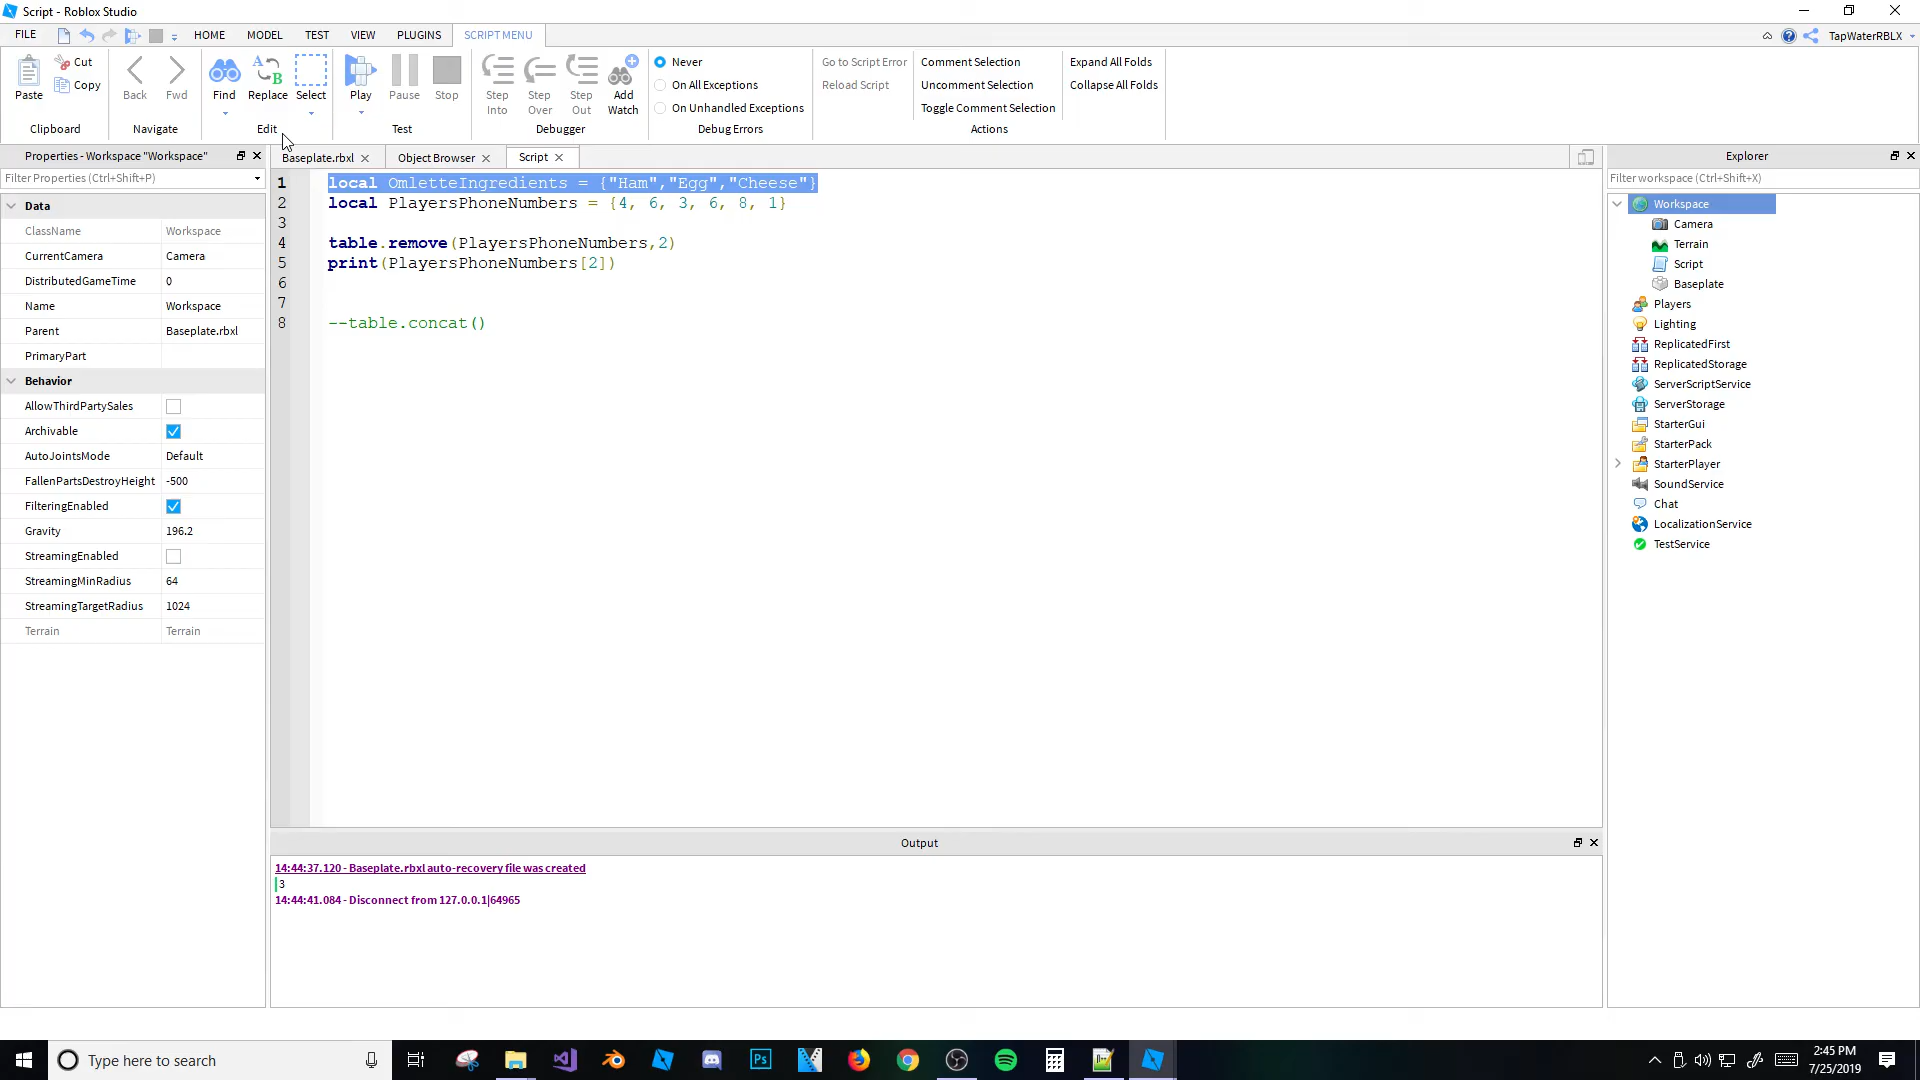 Script - Roblox Studio
FILE HOME MODEL TEST VIEW PLUGINS SCRIPT MENU TapWaterRBLX
Paste Cut Copy Clipboard
Back Fwd Navigate
Find Replace Select Edit
Play Pause Stop Test
Step Into Step Over Step Out Add Watch Debugger
Never
On All Exceptions
On Unhandled Exceptions
Debug Errors
Go to Script Error
Reload Script
Comment Selection
Uncomment Selection
Toggle Comment Selection
Actions
Expand All Folds
Collapse All Folds
Properties - Workspace "Workspace"
Filter Properties (Ctrl+Shift+P)
Data
ClassName Workspace
CurrentCamera Camera
DistributedGameTime 0
Name Workspace
Parent Baseplate.rbxl
PrimaryPart
Behavior
AllowThirdPartySales
Archivable
AutoJointsMode Default
FallenPartsDestroyHeight -500
FilteringEnabled
Gravity 196.2
StreamingEnabled
StreamingMinRadius 64
StreamingTargetRadius 1024
Terrain Terrain
Baseplate.rbxl Object Browser Script
1 local OmletteIngredients = {"Ham","Egg","Cheese"}
2 local PlayersPhoneNumbers = {4, 6, 3, 6, 8, 1}
3
4 table.remove(PlayersPhoneNumbers,2)
5 print(PlayersPhoneNumbers[2])
6
7
8 --table.concat()
Output
14:44:37.120 - Baseplate.rbxl auto-recovery file was created
3
14:44:41.084 - Disconnect from 127.0.0.1|64965
Explorer
Filter workspace (Ctrl+Shift+X)
Workspace
Camera
Terrain
Script
Baseplate
Players
Lighting
ReplicatedFirst
ReplicatedStorage
ServerScriptService
ServerStorage
StarterGui
StarterPack
StarterPlayer
SoundService
Chat
LocalizationService
TestService
Type here to search
Ps
2:45 PM
7/25/2019